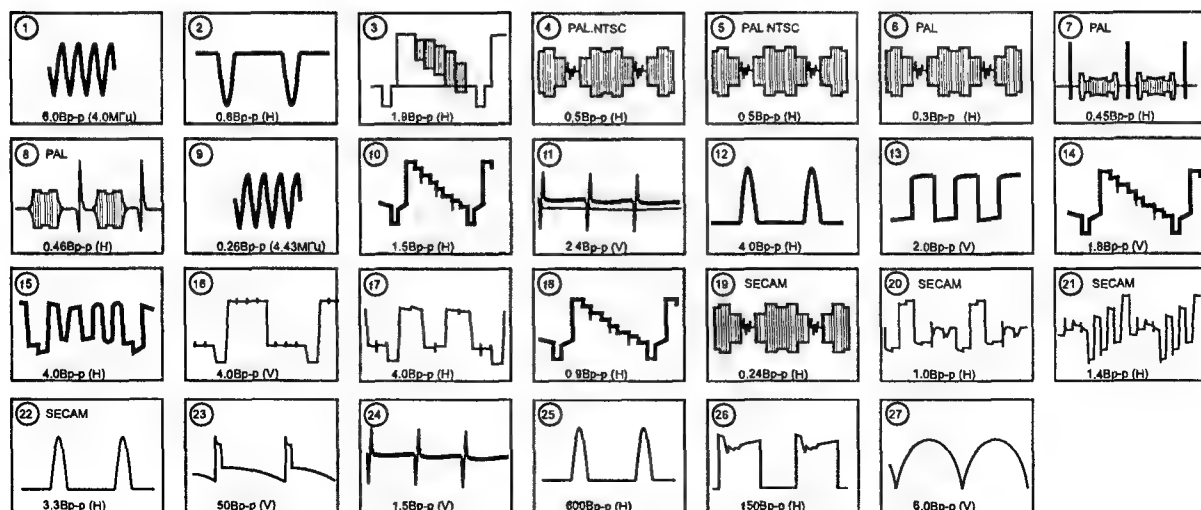 1
6.0Вp-p (4.0МГц)
2
0.6Вp-p (H)
3
1.9Вp-p (H)
4 PAL.NTSC
0.5Вp-p (H)
5 PAL NTSC
0.5Вp-p (H)
6 PAL
0.3Вp-p (H)
7 PAL
0.45Вp-p (H)
8 PAL
0.46Вp-p (H)
9
0.26Вp-p (4.43МГц)
10
1.5Вp-p (H)
11
2.4Вp-p (V)
12
4.0Вp-p (H)
13
2.0Вp-p (V)
14
1.8Вp-p (V)
15
4.0Вp-p (H)
16
4.0Вp-p (V)
17
4.0Вp-p (H)
18
0.9Вp-p (H)
19 SECAM
0.24Вp-p (H)
20 SECAM
1.0Вp-p (H)
21 SECAM
1.4Вp-p (H)
22 SECAM
3.3Вp-p (H)
23
50Вp-p (V)
24
1.5Вp-p (V)
25
600Вp-p (H)
26
150Вp-p (H)
27
6.0Вp-p (V)